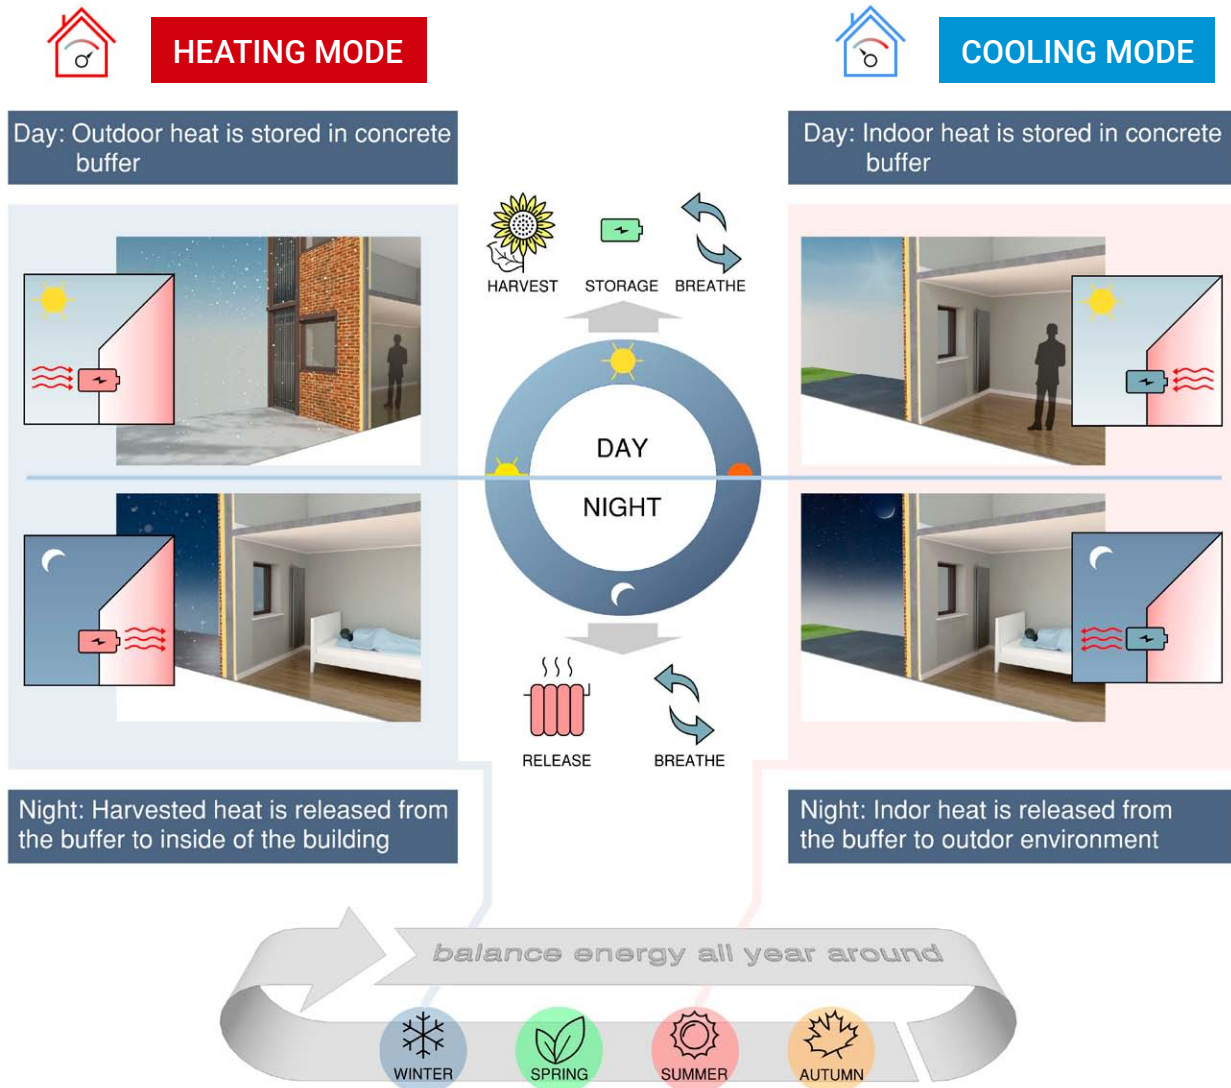 HEATING MODE
COOLING MODE
Day: Outdoor heat is stored in concrete
buffer
Day: Indoor heat is stored in concrete
buffer
HARVEST
STORAGE
BREATHE
DAY
NIGHT
RELEASE
BREATHE
Night: Harvested heat is released from
the buffer to inside of the building
Night: Indor heat is released from
the buffer to outdor environment
balance energy all year around
WINTER
SPRING
SUMMER
AUTUMN